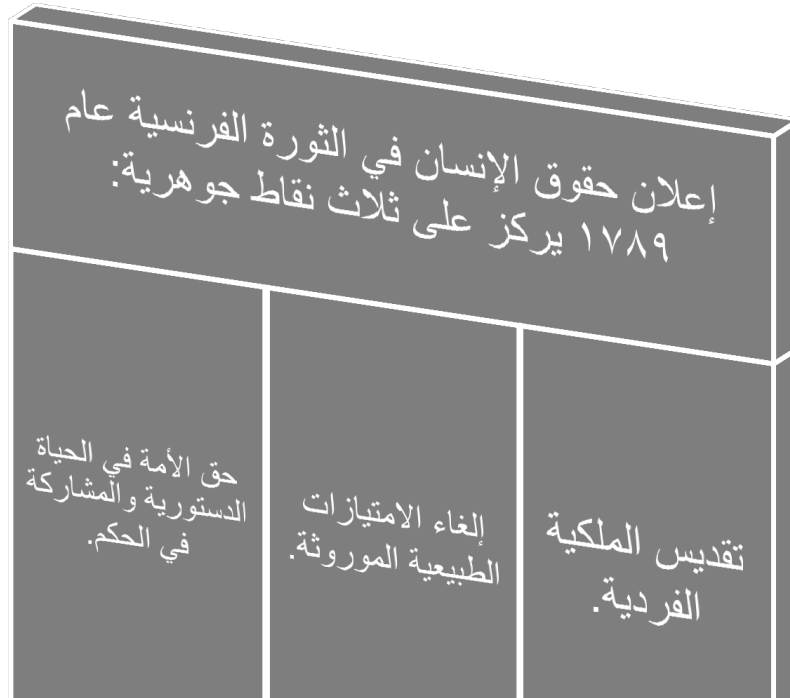 إعلان حقوق الإنسان في الثورة الفرنسية عام
١٧٨٩ يركز على ثلاث نقاط جوهرية:
تقديس الملكية
الفردية.
إلغاء الامتيازات
الطبيعية الموروثة.
حق الأمة في الحياة
الدستورية والمشاركة
في الحكم.